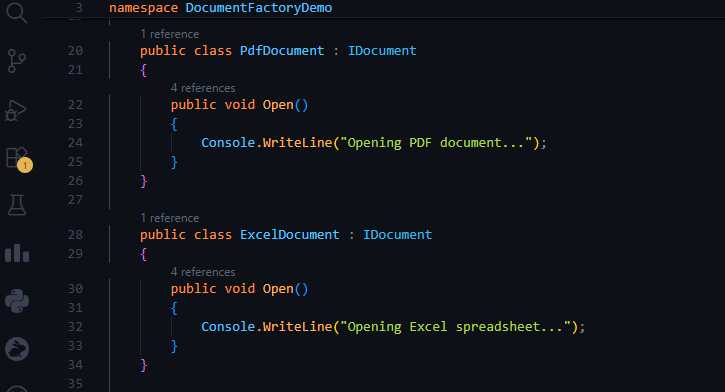 3 namespace DocumentFactoryDemo
1 reference
20 public class PdfDocument : IDocument
21 {
4 references
22 public void Open()
23 {
24 Console.WriteLine("Opening PDF document...");
25 }
26 }
27
1 reference
28 public class ExcelDocument : IDocument
29 {
4 references
30 public void Open()
31 {
32 Console.WriteLine("Opening Excel spreadsheet...");
33 }
34 }
35
1